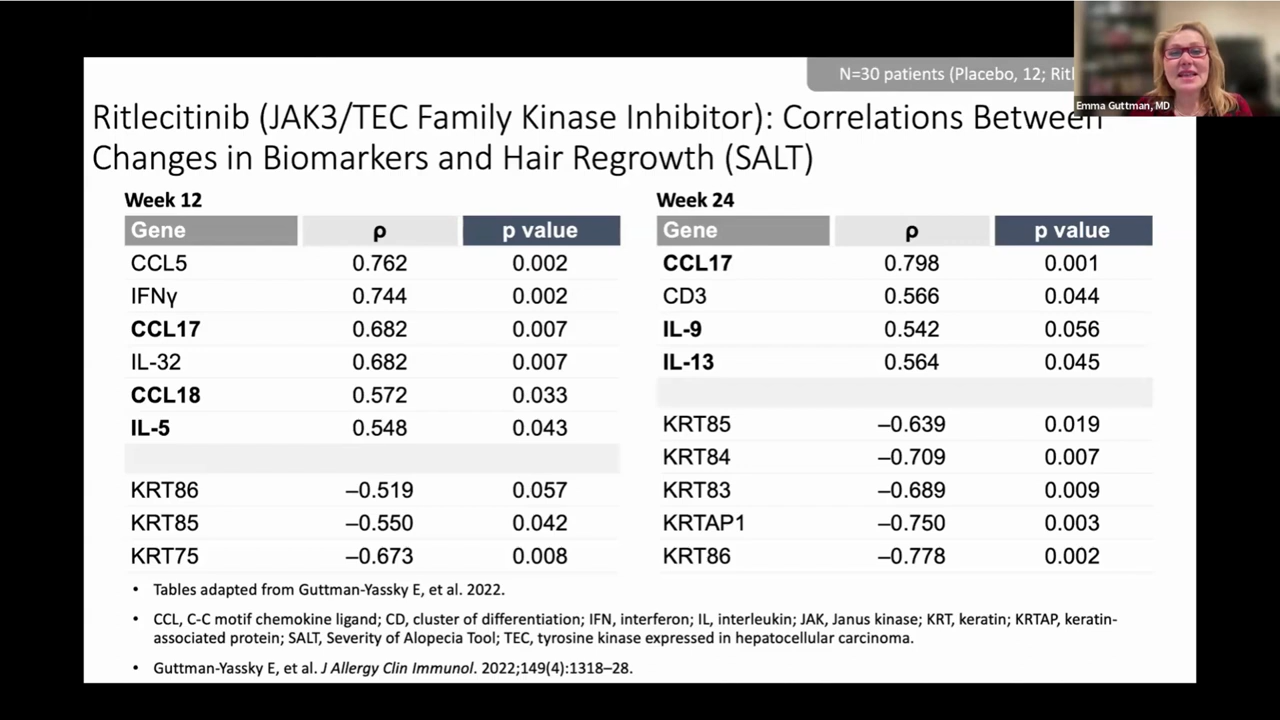 N=30 patients (Placebo, 12; Ritl
Emma Guttman, MD
Ritlecitinib (JAK3/TEC Family Kinase Inhibitor): Correlations Between
Changes in Biomarkers and Hair Regrowth (SALT)
Week 12
Gene ρ p value
CCL5 0.762 0.002
IFNγ 0.744 0.002
CCL17 0.682 0.007
IL-32 0.682 0.007
CCL18 0.572 0.033
IL-5 0.548 0.043
KRT86 –0.519 0.057
KRT85 –0.550 0.042
KRT75 –0.673 0.008
Week 24
Gene ρ p value
CCL17 0.798 0.001
CD3 0.566 0.044
IL-9 0.542 0.056
IL-13 0.564 0.045
KRT85 –0.639 0.019
KRT84 –0.709 0.007
KRT83 –0.689 0.009
KRTAP1 –0.750 0.003
KRT86 –0.778 0.002
• Tables adapted from Guttman-Yassky E, et al. 2022.
• CCL, C-C motif chemokine ligand; CD, cluster of differentiation; IFN, interferon; IL, interleukin; JAK, Janus kinase; KRT, keratin; KRTAP, keratin-
associated protein; SALT, Severity of Alopecia Tool; TEC, tyrosine kinase expressed in hepatocellular carcinoma.
• Guttman-Yassky E, et al. J Allergy Clin Immunol. 2022;149(4):1318–28.